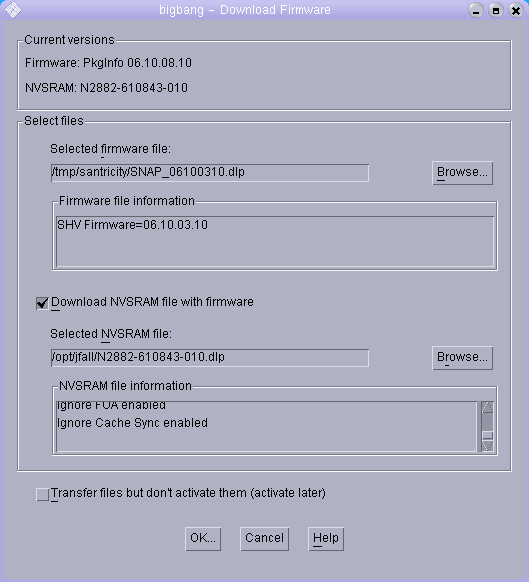 bigbang – Download Firmware
Current versions
Firmware: PkgInfo 06.10.08.10
NVSRAM: N2882-610843-010
Select files
Selected firmware file:
/tmp/santricity/SNAP_06100310.dlp
Browse...
Firmware file information
SHV Firmware=06.10.03.10
Download NVSRAM file with firmware
Selected NVSRAM file:
/opt/jfall/N2882-610843-010.dlp
Browse...
NVSRAM file information
Ignore FOA enabled
Ignore Cache Sync enabled
Transfer files but don't activate them (activate later)
OK... Cancel Help